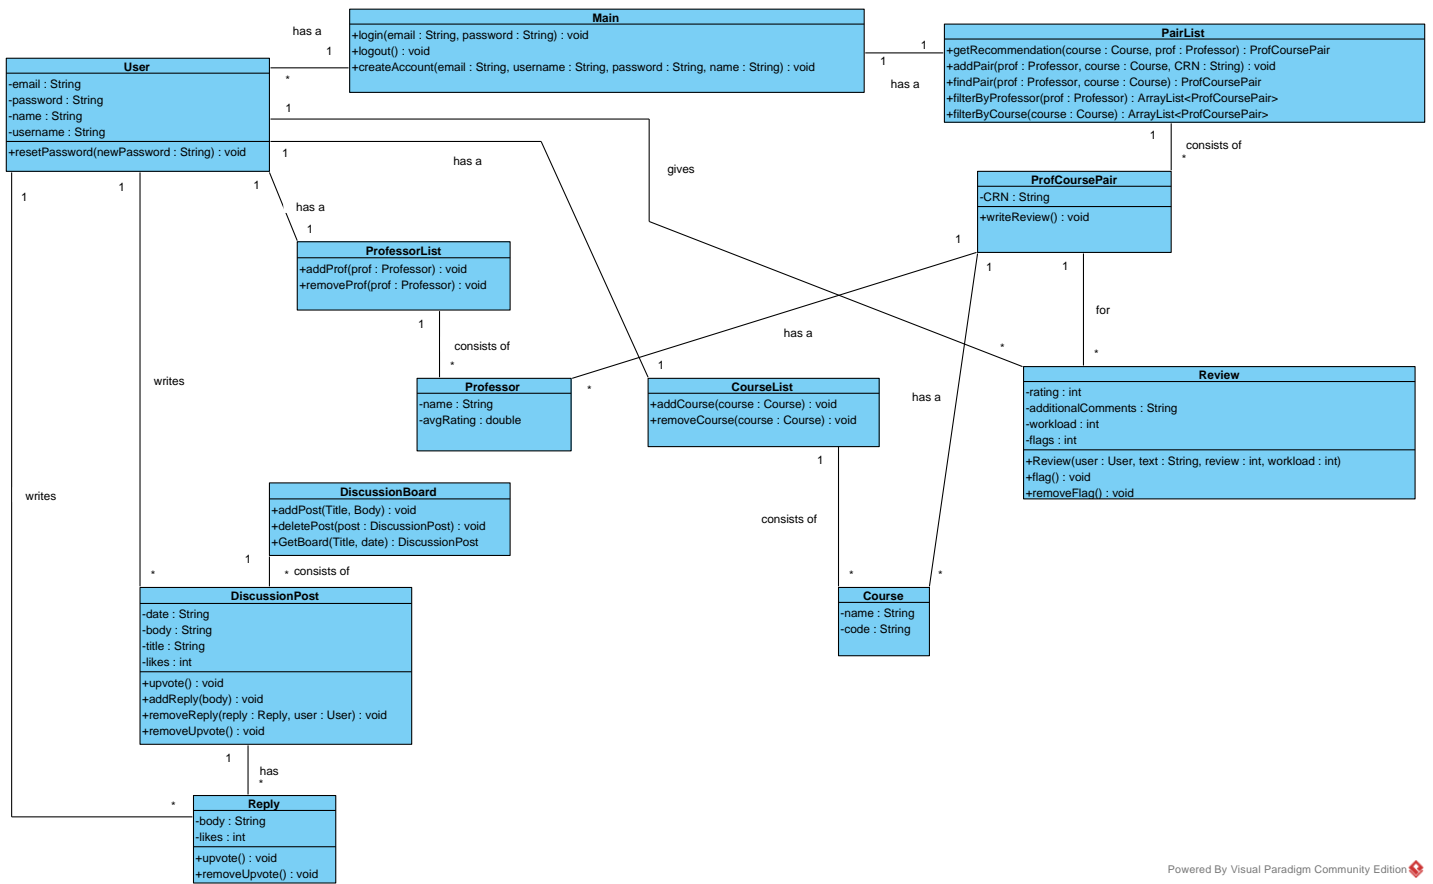 Main
+login(email : String, password : String) : void
+logout() : void
+createAccount(email : String, username : String, password : String, name : String) : void
has a
1
*
1
1
has a
PairList
+getRecommendation(course : Course, prof : Professor) : ProfCoursePair
+addPair(prof : Professor, course : Course, CRN : String) : void
+findPair(prof : Professor, course : Course) : ProfCoursePair
+filterByProfessor(prof : Professor) : ArrayList<ProfCoursePair>
+filterByCourse(course : Course) : ArrayList<ProfCoursePair>
User
-email : String
-password : String
-name : String
-username : String
+resetPassword(newPassword : String) : void
1
1
has a
gives
1
consists of
*
ProfCoursePair
-CRN : String
+writeReview() : void
1
1
1
1
1
1
has a
1
ProfessorList
+addProf(prof : Professor) : void
+removeProf(prof : Professor) : void
1
consists of
*
has a
for
*
*
Professor
-name : String
-avgRating : double
*
1
CourseList
+addCourse(course : Course) : void
+removeCourse(course : Course) : void
has a
Review
-rating : int
-additionalComments : String
-workload : int
-flags : int
+Review(user : User, text : String, review : int, workload : int)
+flag() : void
+removeFlag() : void
writes
writes
1
consists of
*
*
DiscussionBoard
+addPost(Title, Body) : void
+deletePost(post : DiscussionPost) : void
+GetBoard(Title, date) : DiscussionPost
1
* consists of
*
DiscussionPost
-date : String
-body : String
-title : String
-likes : int
+upvote() : void
+addReply(body) : void
+removeReply(reply : Reply, user : User) : void
+removeUpvote() : void
Course
-name : String
-code : String
1
has
*
*
Reply
-body : String
-likes : int
+upvote() : void
+removeUpvote() : void
Powered By Visual Paradigm Community Edition